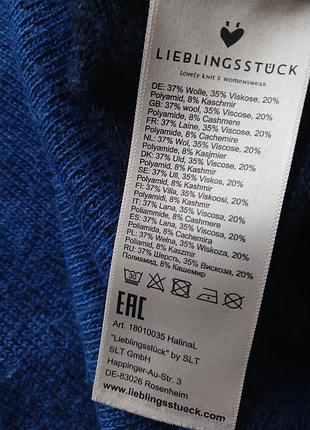 LIEBLINGSSTÜCK
Lovely knit & womenswear
DE: 37% Wolle, 35% Viskose, 20%
Polyamid, 8% Kaschmir
GB: 37% wool, 35% Viscose, 20%
Polyamide, 8% Cashmere
FR: 37% Laine, 35% Viscose, 20%
Polyamide, 8% Cachemire
NL: 37% Wol, 35% Viscose, 20%
Polyamide, 8% Kasjmier
DK: 37% Uld, 35% Viskos, 20%
Polyamid, 8% Kashmir
SE: 37% Ull, 35% Viskos, 20%
Polyamid, 8% Kashmir
FI: 37% Villa, 35% Viskoosi, 20%
Polyamidi, 8% Kashmir
IT: 37% Lana, 35% Viscosa, 20%
Poliammide, 8% Cashemere
ES: 37% Lana, 35% Viscosa, 20%
Poliamida, 8% Cachemira
PL: 37% Wełna, 35% Wiskoza, 20%
Poliamid, 8% Kaszmir
RU: 37% Шерсть, 35% Вискоза, 20%
Полиамид, 8% Кашемир
30
EAC
Art. 18010035 HalinaL
"Lieblingsstück" by SLT
SLT GmbH
Happinger-Au-Str. 3
DE-83026 Rosenheim
www.lieblingsstueck.com